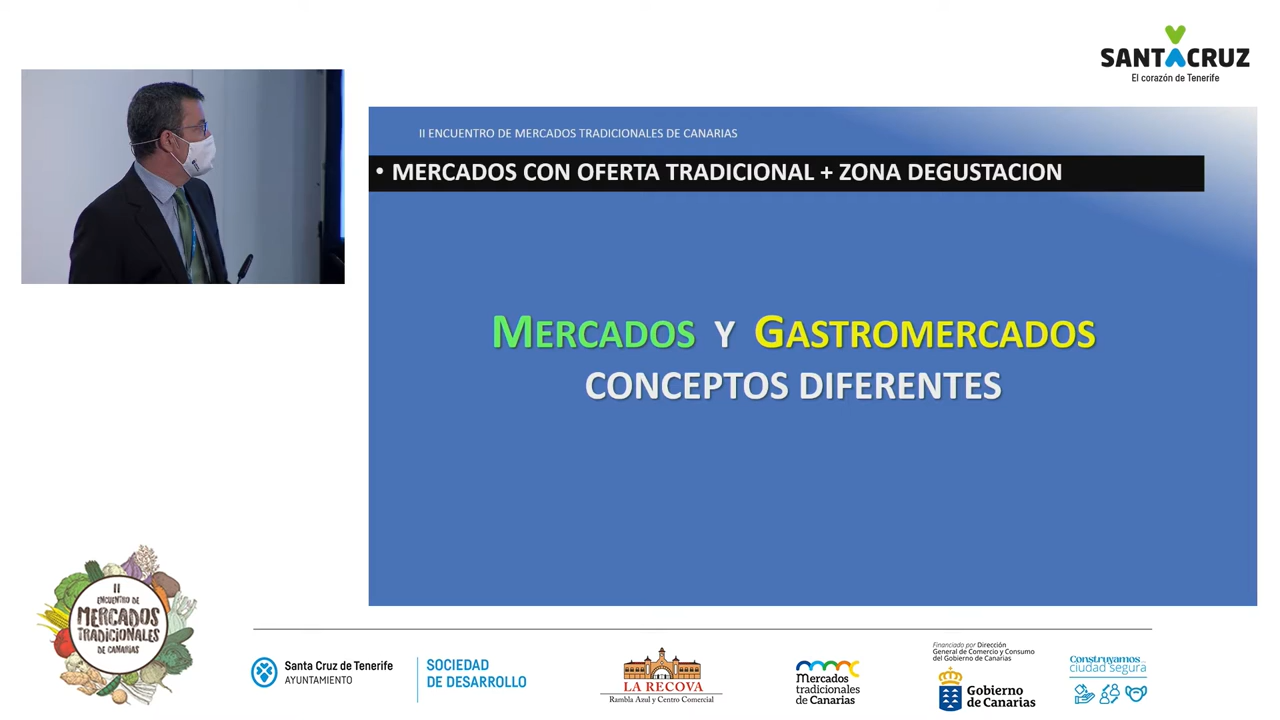 SANTACRUZ
El corazón de Tenerife
II ENCUENTRO DE MERCADOS TRADICIONALES DE CANARIAS
• MERCADOS CON OFERTA TRADICIONAL + ZONA DEGUSTACION
MERCADOS Y GASTROMERCADOS
CONCEPTOS DIFERENTES
II
ENCUENTRO DE
MERCADOS
TRADICIONALES
DE CANARIAS
Santa Cruz de Tenerife
AYUNTAMIENTO
SOCIEDAD
DE DESARROLLO
LA RECOVA
Rambla Azul y Centro Comercial
Mercados
tradicionales
de Canarias
Financiado por Dirección
General de Comercio y Consumo
del Gobierno de Canarias
Gobierno
de Canarias
Construyamos
ciudad segura